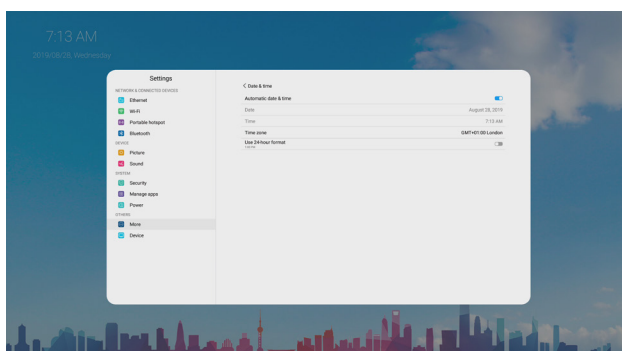 7:13 AM
2019/08/28, Wednesday
Settings
NETWORK & CONNECTED DEVICES
Ethernet
Wi-Fi
Portable hotspot
Bluetooth
DEVICE
Picture
Sound
SYSTEM
Security
Manage apps
Power
OTHERS
More
Device
Date & time
Automatic date & time
Date August 28, 2019
Time 7:13 AM
Time zone GMT+01:00 London
Use 24-hour format